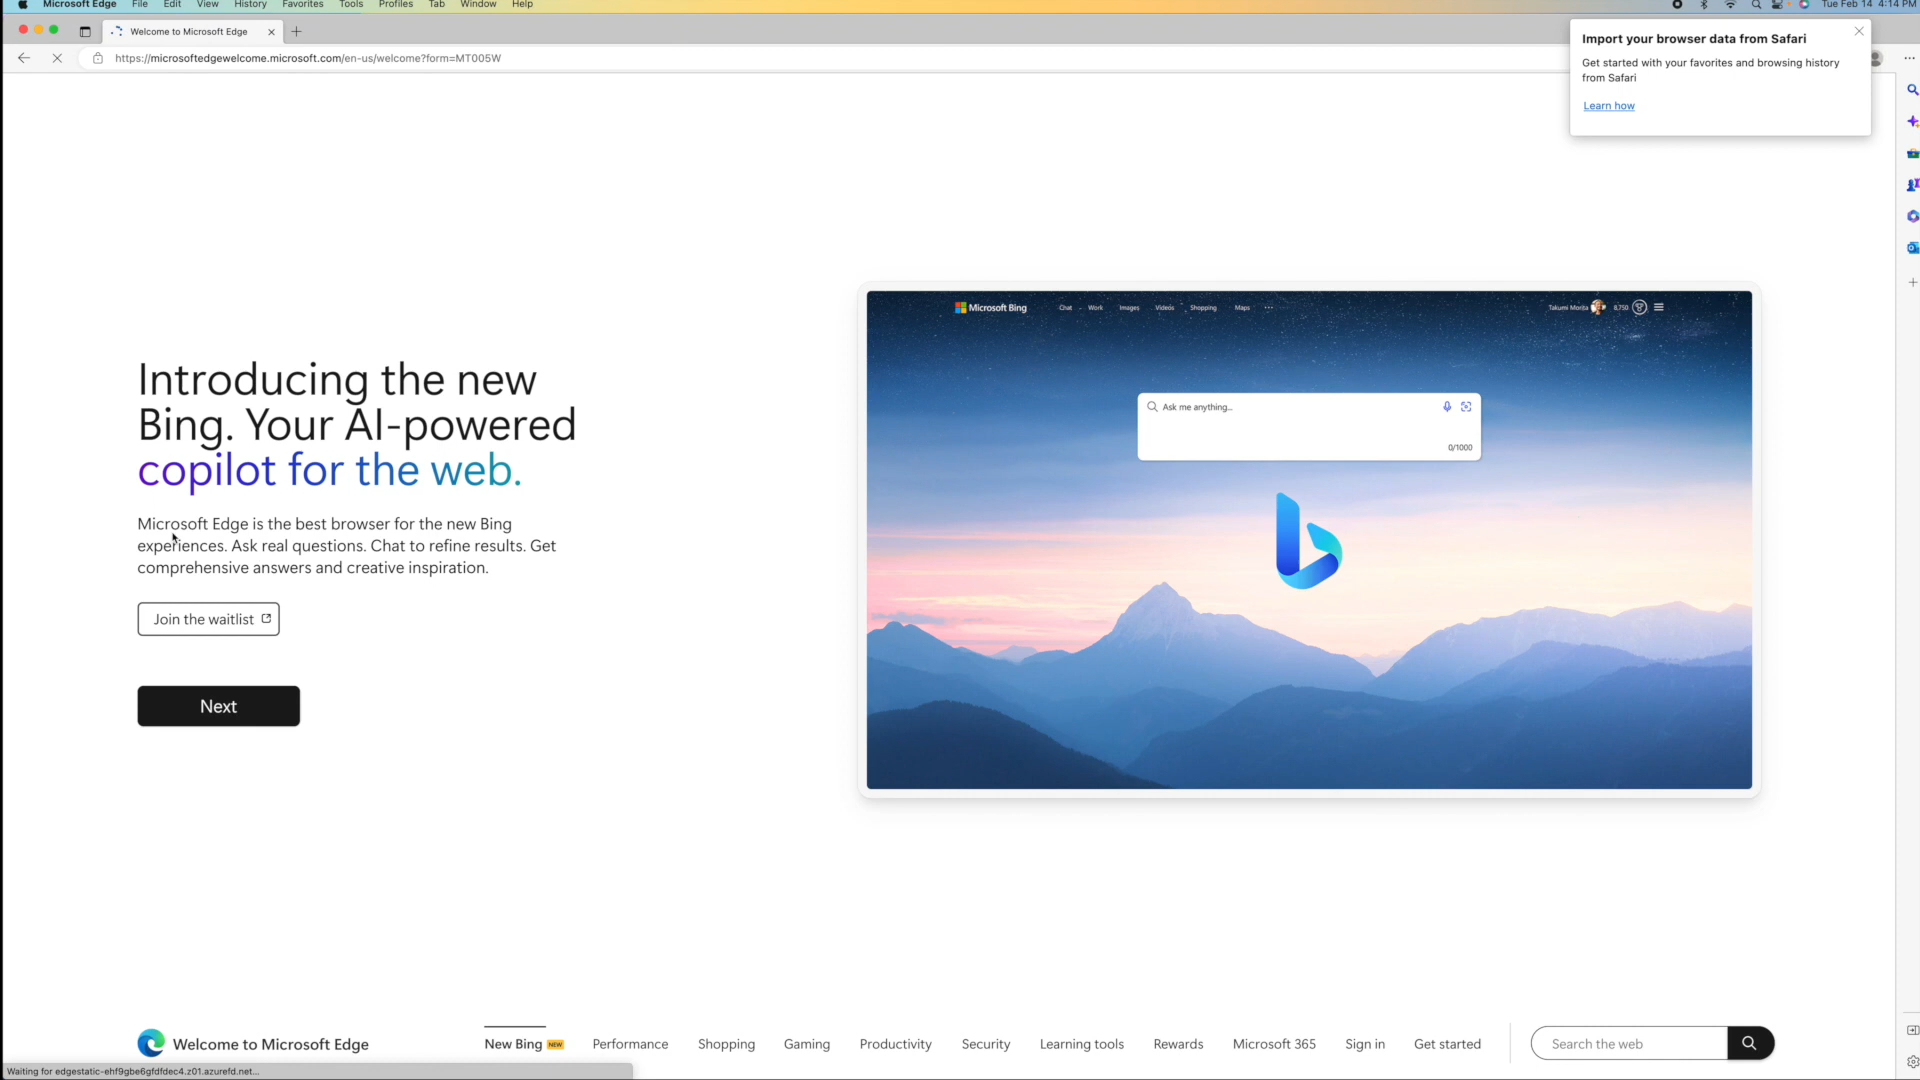 Microsoft Edge File Edit View History Favorites Tools Profiles Tab Window Help
Tue Feb 14 4:14 PM
Welcome to Microsoft Edge
https://microsoftedgewelcome.microsoft.com/en-us/welcome?form=MT005W
Import your browser data from Safari
Get started with your favorites and browsing history
from Safari
Learn how
Microsoft Bing Chat Work Images Videos Shopping Maps
Takumi Morita 8,750
Ask me anything...
0/1000
Introducing the new
Bing. Your AI-powered
copilot for the web.
Microsoft Edge is the best browser for the new Bing
experiences. Ask real questions. Chat to refine results. Get
comprehensive answers and creative inspiration.
Join the waitlist
Next
Welcome to Microsoft Edge
New Bing NEW Performance Shopping Gaming Productivity Security Learning tools Rewards Microsoft 365 Sign in Get started
Search the web
Waiting for edgestatic-ehf9gbe6gfdfdec4.z01.azurefd.net...